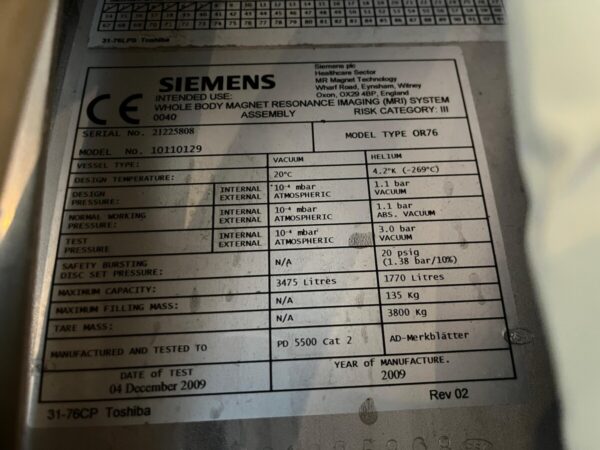 31-76LPS Toshiba
SIEMENS
Siemens plc
Healthcare Sector
MR Magnet Technology
Wharf Road, Eynsham, Witney
Oxon, OX29 4BP, England
CE
0040
INTENDED USE:
WHOLE BODY MAGNET RESONANCE IMAGING (MRI) SYSTEM
ASSEMBLY RISK CATEGORY: III
SERIAL No. 21225808
MODEL No. 10110129 MODEL TYPE OR76
VESSEL TYPE: VACUUM HELIUM
DESIGN TEMPERATURE: 20°C 4.2°K (-269°C)
DESIGN PRESSURE: INTERNAL 10⁻⁴ mbar 1.1 bar
EXTERNAL ATMOSPHERIC VACUUM
NORMAL WORKING PRESSURE: INTERNAL 10⁻⁴ mbar 1.1 bar
EXTERNAL ATMOSPHERIC ABS. VACUUM
TEST PRESSURE INTERNAL 10⁻⁴ mbar 3.0 bar
EXTERNAL ATMOSPHERIC VACUUM
SAFETY BURSTING DISC SET PRESSURE: N/A 20 psig
(1.38 bar/10%)
MAXIMUM CAPACITY: 3475 Litres 1770 Litres
MAXIMUM FILLING MASS: N/A 135 Kg
TARE MASS: N/A 3800 Kg
MANUFACTURED AND TESTED TO PD 5500 Cat 2 AD-Merkblätter
DATE OF TEST YEAR OF MANUFACTURE.
04 December 2009 2009
31-76CP Toshiba Rev 02